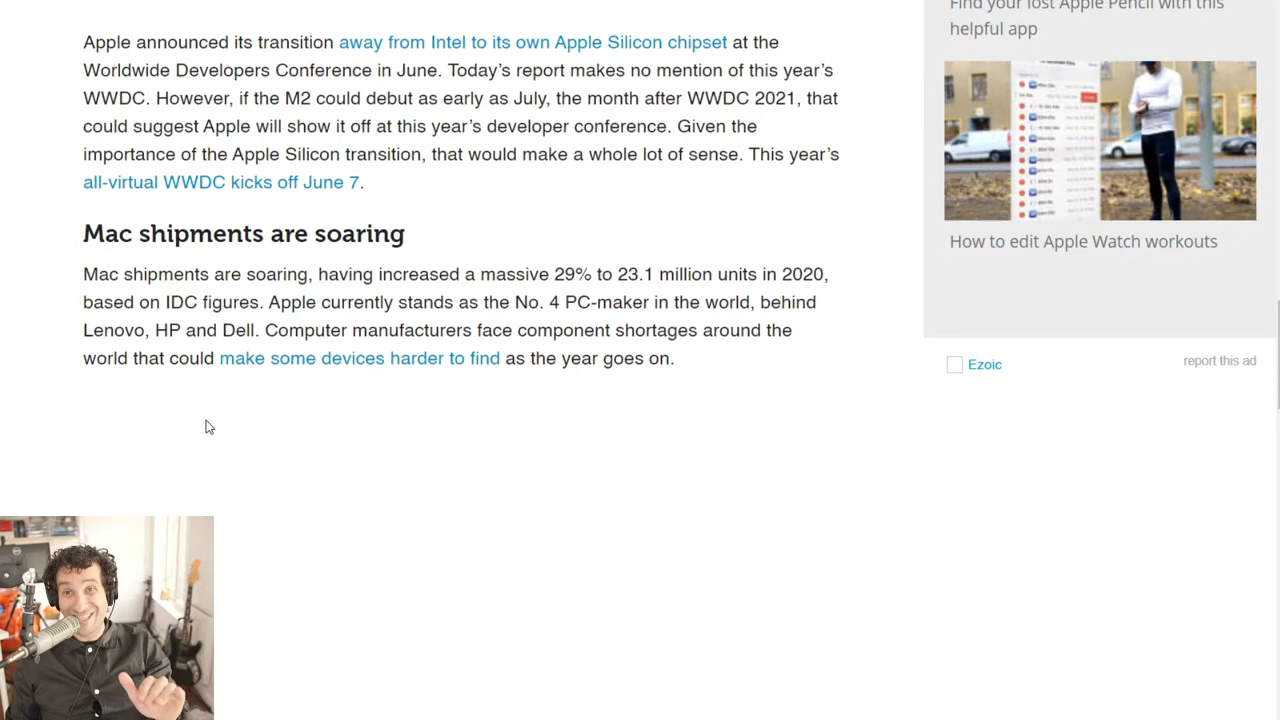 Apple announced its transition away from Intel to its own Apple Silicon chipset at the
Worldwide Developers Conference in June. Today’s report makes no mention of this year’s
WWDC. However, if the M2 could debut as early as July, the month after WWDC 2021, that
could suggest Apple will show it off at this year’s developer conference. Given the
importance of the Apple Silicon transition, that would make a whole lot of sense. This year’s
all-virtual WWDC kicks off June 7.
Mac shipments are soaring
Mac shipments are soaring, having increased a massive 29% to 23.1 million units in 2020,
based on IDC figures. Apple currently stands as the No. 4 PC-maker in the world, behind
Lenovo, HP and Dell. Computer manufacturers face component shortages around the
world that could make some devices harder to find as the year goes on.
Find your lost Apple Pencil with this
helpful app
How to edit Apple Watch workouts
Ezoic
report this ad